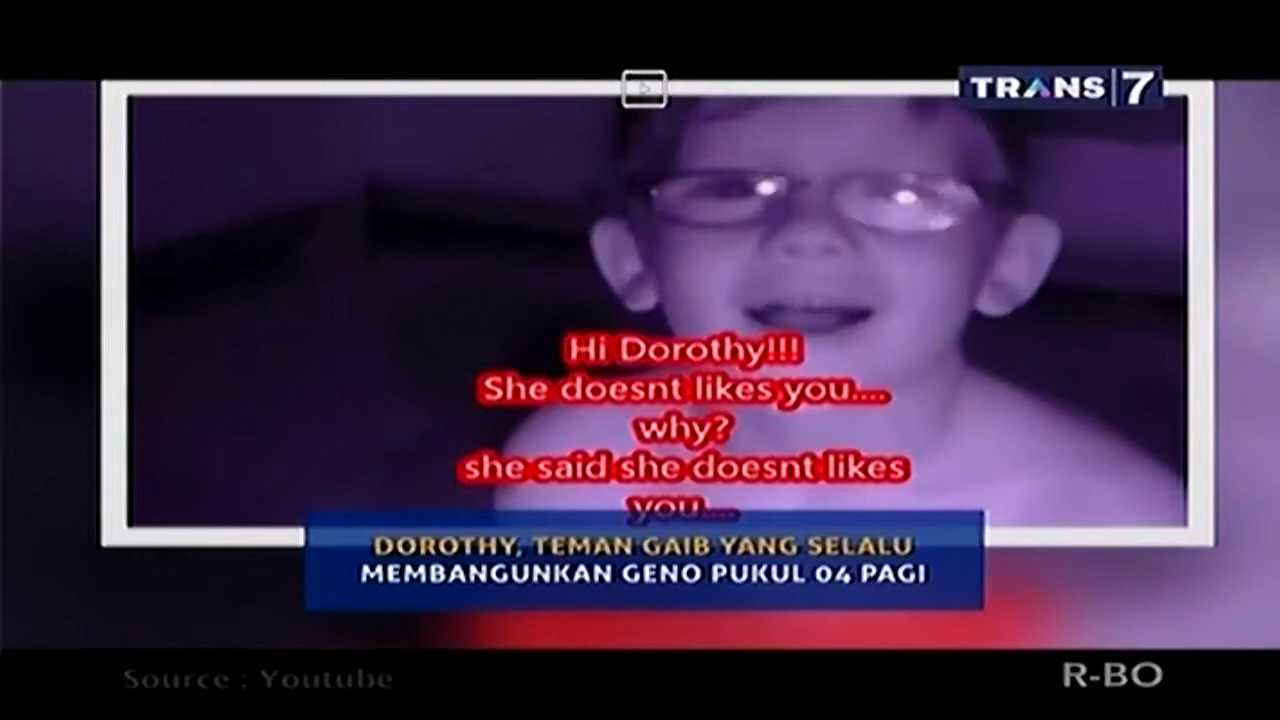 TRANS 7
Hi Dorothy!!!
She doesnt likes you....
why?
she said she doesnt likes
you....
DOROTHY, TEMAN GAIB YANG SELALU
MEMBANGUNKAN GENO PUKUL 04 PAGI
Source : Youtube
R-BO